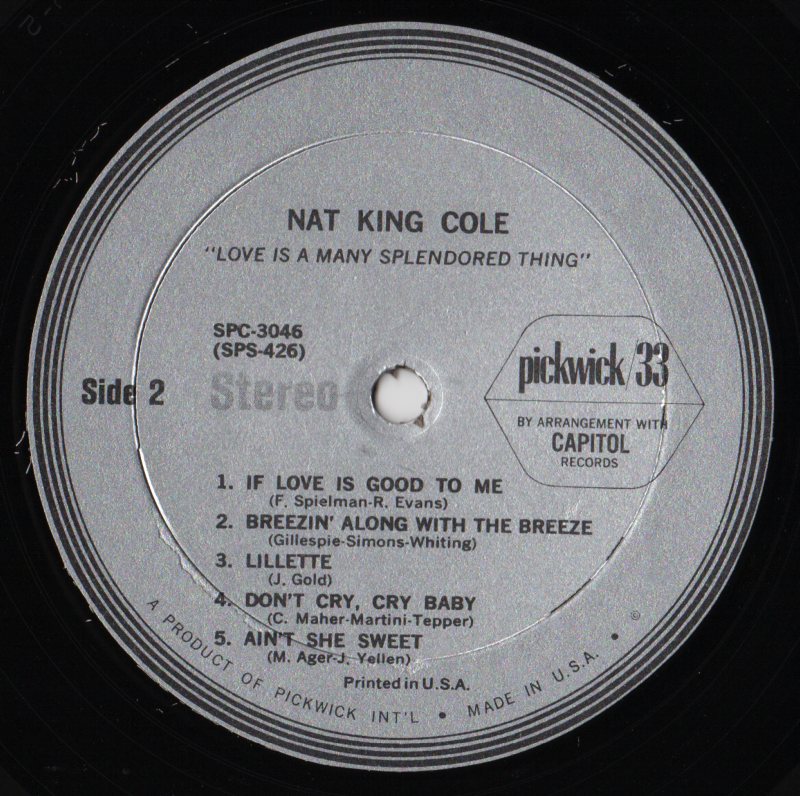 NAT KING COLE
"LOVE IS A MANY SPLENDORED THING"
SPC-3046
(SPS-426)
Side 2
Stereo
pickwick/33
BY ARRANGEMENT WITH
CAPITOL
RECORDS
1. IF LOVE IS GOOD TO ME
(F. Spielman-R. Evans)
2. BREEZIN' ALONG WITH THE BREEZE
(Gillespie-Simons-Whiting)
3. LILLETTE
(J. Gold)
4. DON'T CRY, CRY BABY
(C. Maher-Martini-Tepper)
5. AIN'T SHE SWEET
(M. Ager-J. Yellen)
Printed in U.S.A.
A PRODUCT OF PICKWICK INT'L • MADE IN U.S.A. • ©